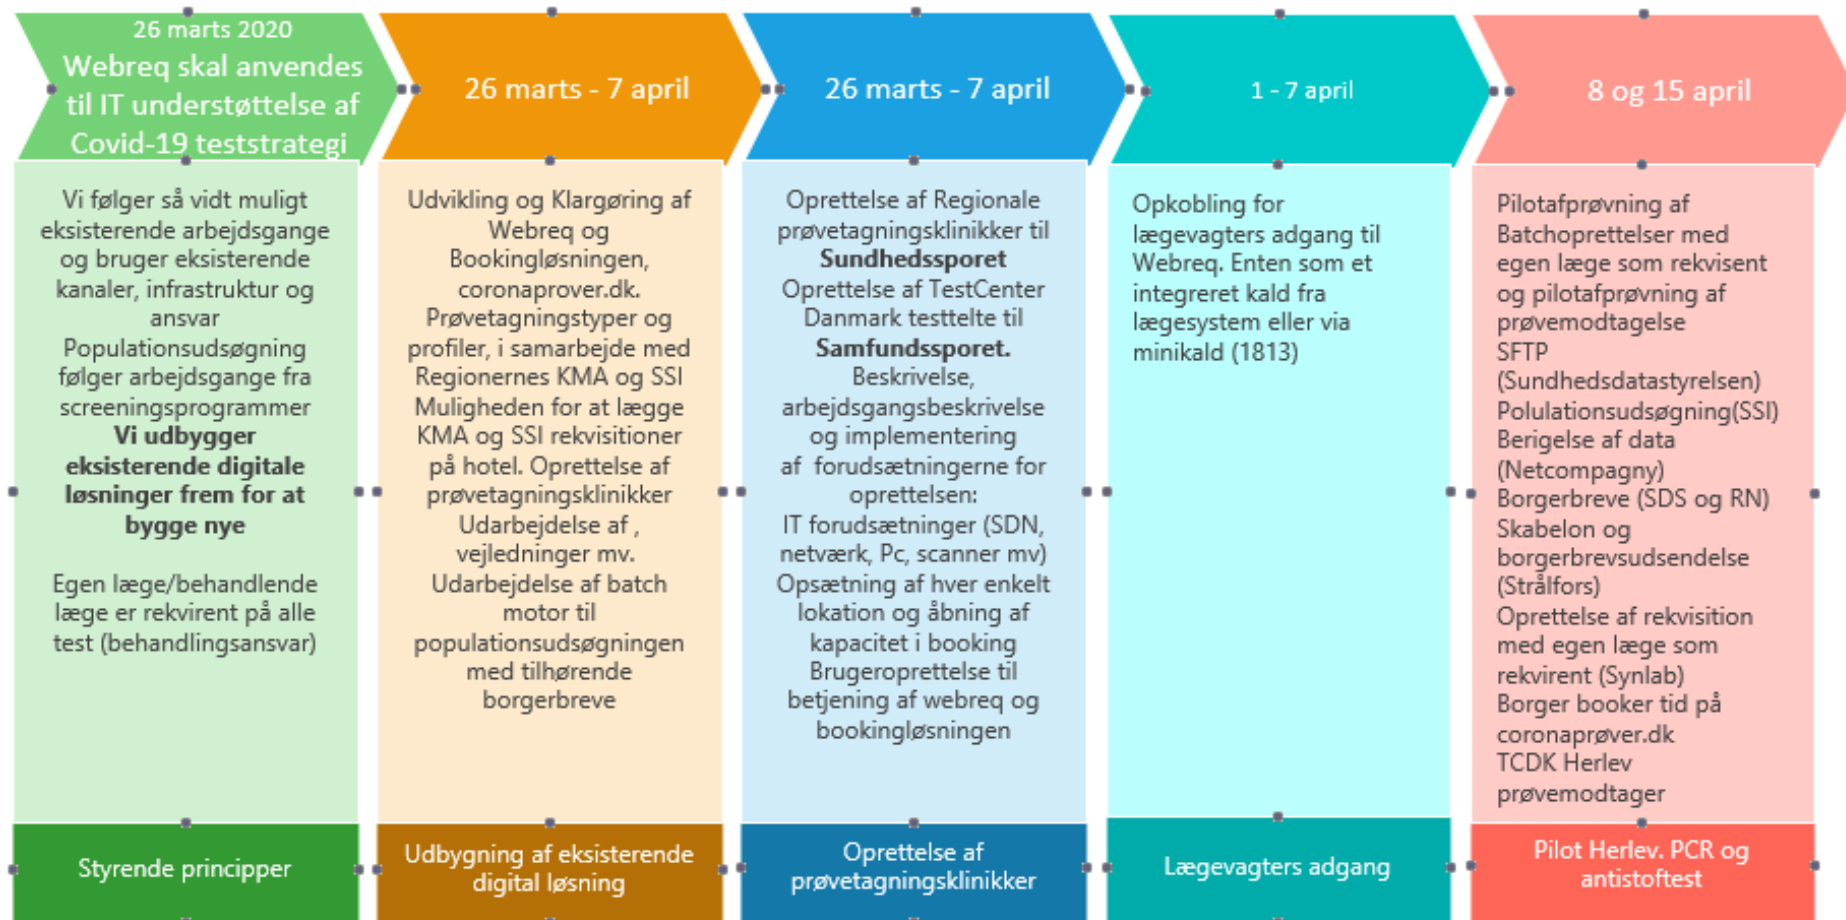 26 marts 2020
Webreq skal anvendes
til IT understøttelse af
Covid-19 teststrategi
Vi følger så vidt muligt
eksisterende arbejdsgange
og bruger eksisterende
kanaler, infrastruktur og
ansvar
Populationsudsøgning
følger arbejdsgange fra
screeningsprogrammer
Vi udbygger
eksisterende digitale
løsninger frem for at
bygge nye
Egen læge/behandlende
læge er rekvirent på alle
test (behandlingsansvar)
Styrende principper
26 marts - 7 april
Udvikling og Klargøring af
Webreq og
Bookingløsningen,
coronaprover.dk.
Prøvetagningstyper og
profiler, i samarbejde med
Regionernes KMA og SSI
Muligheden for at lægge
KMA og SSI rekvisitioner
på hotel. Oprettelse af
prøvetagningsklinikker
Udarbejdelse af ,
vejledninger mv.
Udarbejdelse af batch
motor til
populationsudsøgningen
med tilhørende
borgerbreve
Udbygning af eksisterende
digital løsning
26 marts - 7 april
Oprettelse af Regionale
prøvetagningsklinikker til
Sundhedssporet
Oprettelse af TestCenter
Danmark testtelte til
Samfundssporet.
Beskrivelse,
arbejdsgangsbeskrivelse
og implementering
af forudsætningerne for
oprettelsen:
IT forudsætninger (SDN,
netværk, Pc, scanner mv)
Opsætning af hver enkelt
lokation og åbning af
kapacitet i booking
Brugeroprettelse til
betjening af webreq og
bookingløsningen
Oprettelse af
prøvetagningsklinikker
1 - 7 april
Opkobling for
lægevagters adgang til
Webreq. Enten som et
integreret kald fra
lægesystem eller via
minikald (1813)
Lægevagters adgang
8 og 15 april
Pilotafprøvning af
Batchoprettelser med
egen læge som rekvisent
og pilotafprøvning af
prøvemodtagelse
SFTP
(Sundhedsdatastyrelsen)
Polulationsudsøgning(SSI)
Berigelse af data
(Netcompagny)
Borgerbreve (SDS og RN)
Skabelon og
borgerbrevsudsendelse
(Strålfors)
Oprettelse af rekvisition
med egen læge som
rekvirent (Synlab)
Borger booker tid på
coronaprøver.dk
TCDK Herlev
prøvemodtager
Pilot Herlev. PCR og
antistoftest